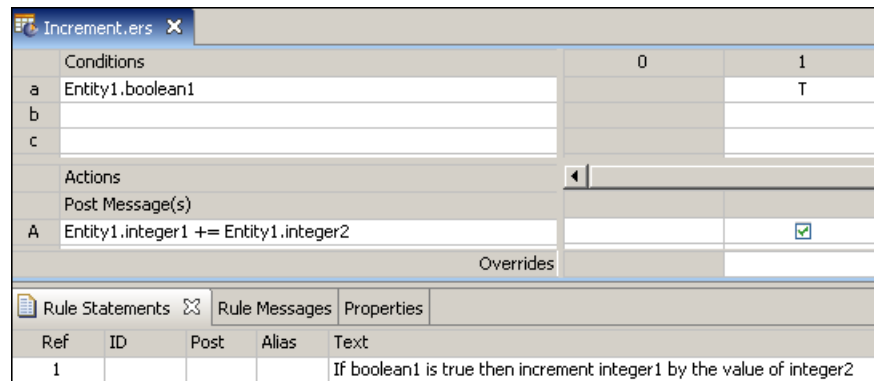 Increment.ers
Conditions 0 1
a Entity1.boolean1 T
b
c
Actions
Post Message(s)
A Entity1.integer1 += Entity1.integer2
Overrides
Rule Statements Rule Messages Properties
Ref ID Post Alias Text
1 If boolean1 is true then increment integer1 by the value of integer2